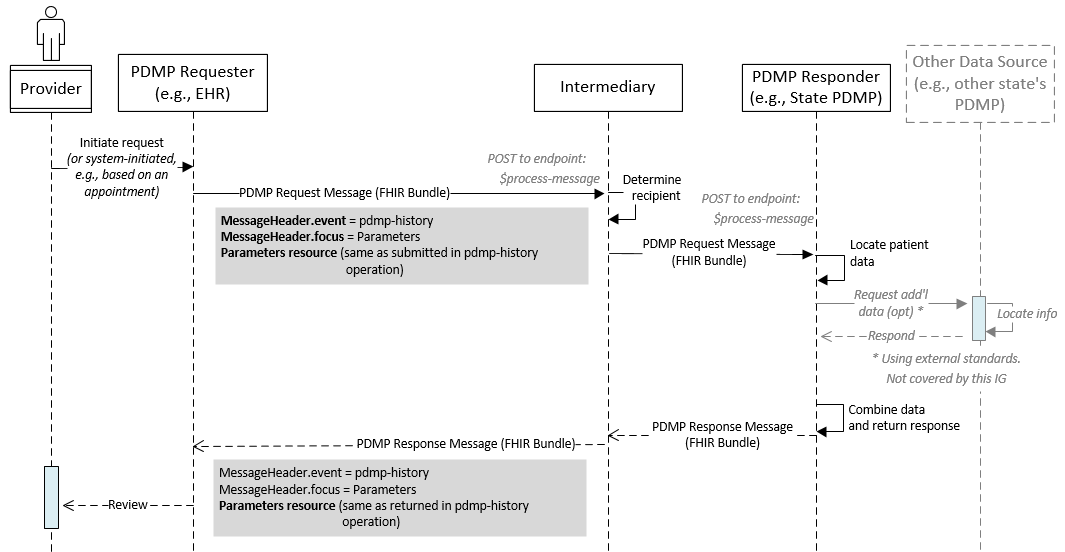 Provider
PDMP Requester
(e.g., EHR)
Intermediary
PDMP Responder
(e.g., State PDMP)
Other Data Source
(e.g., other state's
PDMP)
Initiate request
(or system-initiated,
e.g., based on an
appointment)
POST to endpoint:
$process-message
PDMP Request Message (FHIR Bundle)
Determine
recipient
MessageHeader.event = pdmp-history
MessageHeader.focus = Parameters
Parameters resource (same as submitted in pdmp-history
operation)
POST to endpoint:
$process-message
PDMP Request Message
(FHIR Bundle)
Locate patient
data
Request add'l
data (opt) *
Locate info
Respond
* Using external standards.
Not covered by this IG
Combine data
and return response
PDMP Response Message
(FHIR Bundle)
PDMP Response Message (FHIR Bundle)
MessageHeader.event = pdmp-history
MessageHeader.focus = Parameters
Parameters resource (same as returned in pdmp-history
operation)
Review